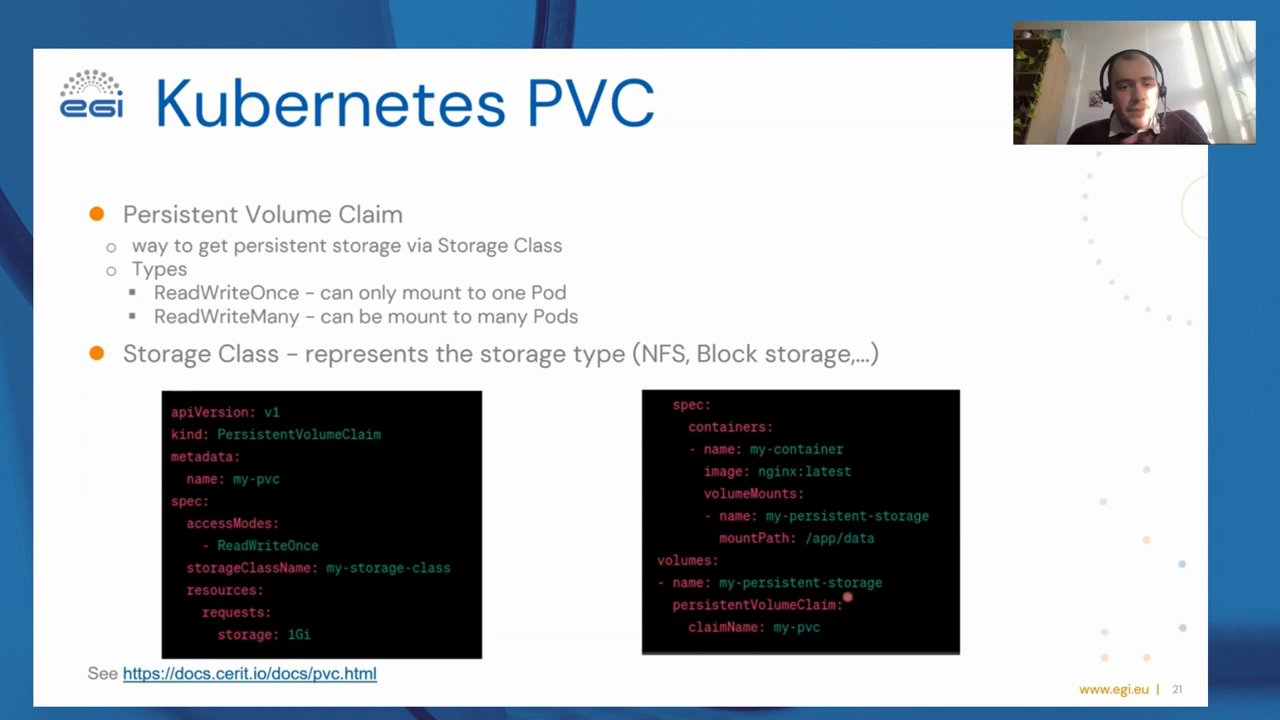 egi
Kubernetes PVC
Persistent Volume Claim
way to get persistent storage via Storage Class
Types
ReadWriteOnce – can only mount to one Pod
ReadWriteMany – can be mount to many Pods
Storage Class – represents the storage type (NFS, Block storage,...)
apiVersion: v1
kind: PersistentVolumeClaim
metadata:
name: my-pvc
spec:
accessModes:
- ReadWriteOnce
storageClassName: my-storage-class
resources:
requests:
storage: 1Gi
spec:
containers:
- name: my-container
image: nginx:latest
volumeMounts:
- name: my-persistent-storage
mountPath: /app/data
volumes:
- name: my-persistent-storage
persistentVolumeClaim:
claimName: my-pvc
See https://docs.cerit.io/docs/pvc.html
www.egi.eu | 21